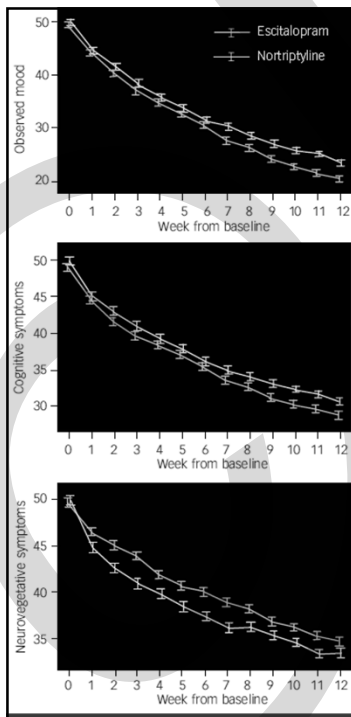 Observed mood
50
40
30
20
Escitalopram
Nortriptyline
0 1 2 3 4 5 6 7 8 9 10 11 12
Week from baseline
Cognitive symptoms
50
45
40
35
30
0 1 2 3 4 5 6 7 8 9 10 11 12
Week from baseline
Neurovegetative symptoms
50
45
40
35
0 1 2 3 4 5 6 7 8 9 10 11 12
Week from baseline